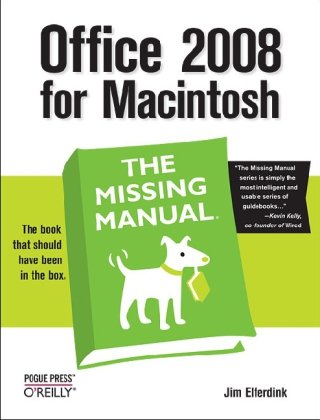 Office 2008
for Macintosh
THE
MISSING
MANUAL®
"The Missing Manual
series is simply the
most intelligent and
usable series of
guidebooks..."
—Kevin Kelly,
co-founder of Wired
The book
that should
have been
in the box.
POGUE PRESS™
O'REILLY®
Jim Elferdink